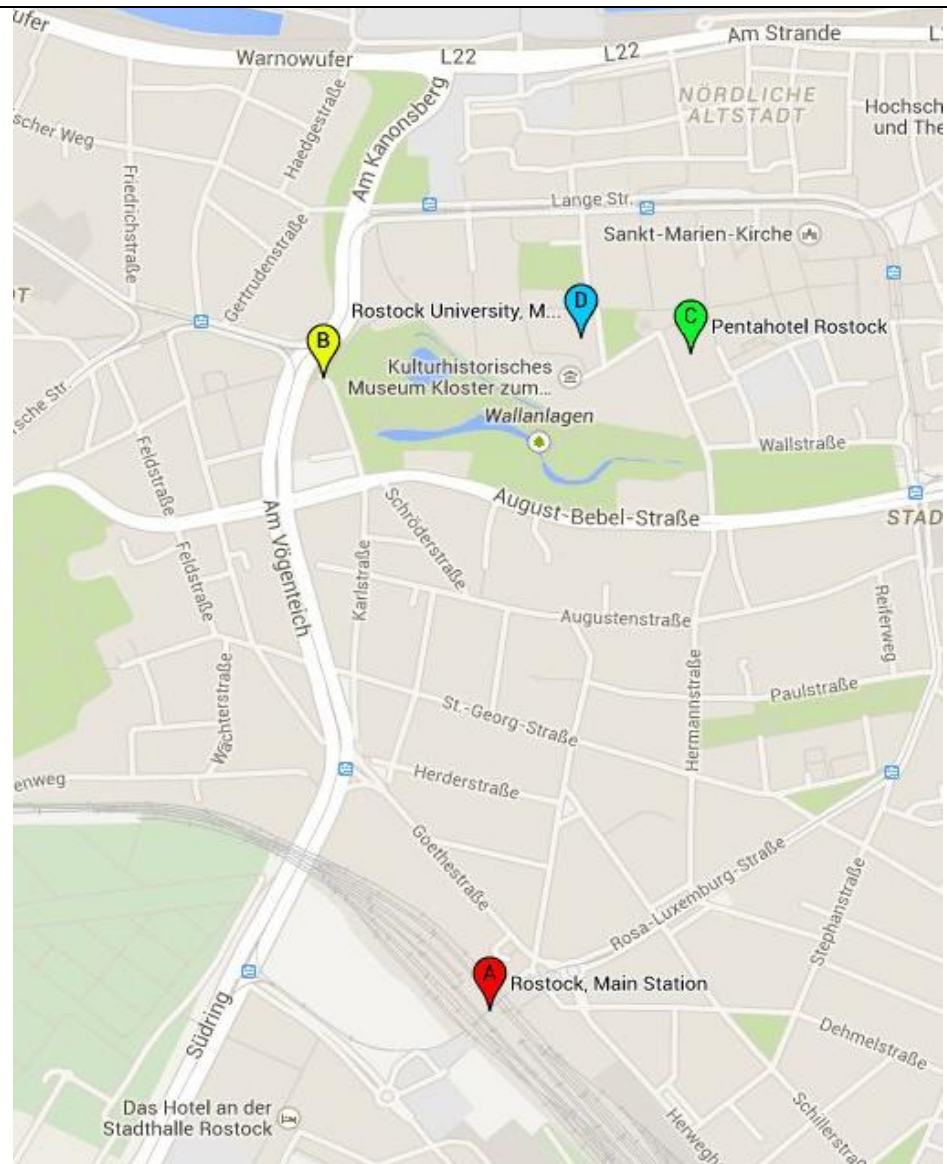 ufer
Warnowufer
L22
L22
Am Strande
L
NÖRDLICHE
ALTSTADT
Hochsch
und The
scher Weg
Haedgestraße
Am Kanonsberg
Friedrichstraße
Lange Str.
Gertrudenstraße
Sankt-Marien-Kirche
DT
B
Rostock University, M...
D
C
Pentahotel Rostock
Kulturhistorisches
Museum Kloster zum...
sche Str.
Wallanlagen
Wallstraße
Feldstraße
Am Vögenteich
Schröderstraße
August-Bebel-Straße
STAD
Feldstraße
Karlstraße
Augustenstraße
Reiferweg
Wächterstraße
Hermannstraße
Paulstraße
St.-Georg-Straße
enweg
Herderstraße
Goethestraße
Rosa-Luxemburg-Straße
Stephanstraße
A
Rostock, Main Station
Südring
Dehmelstraße
Das Hotel an der
Stadthalle Rostock
Schillerstraße
Herwegh